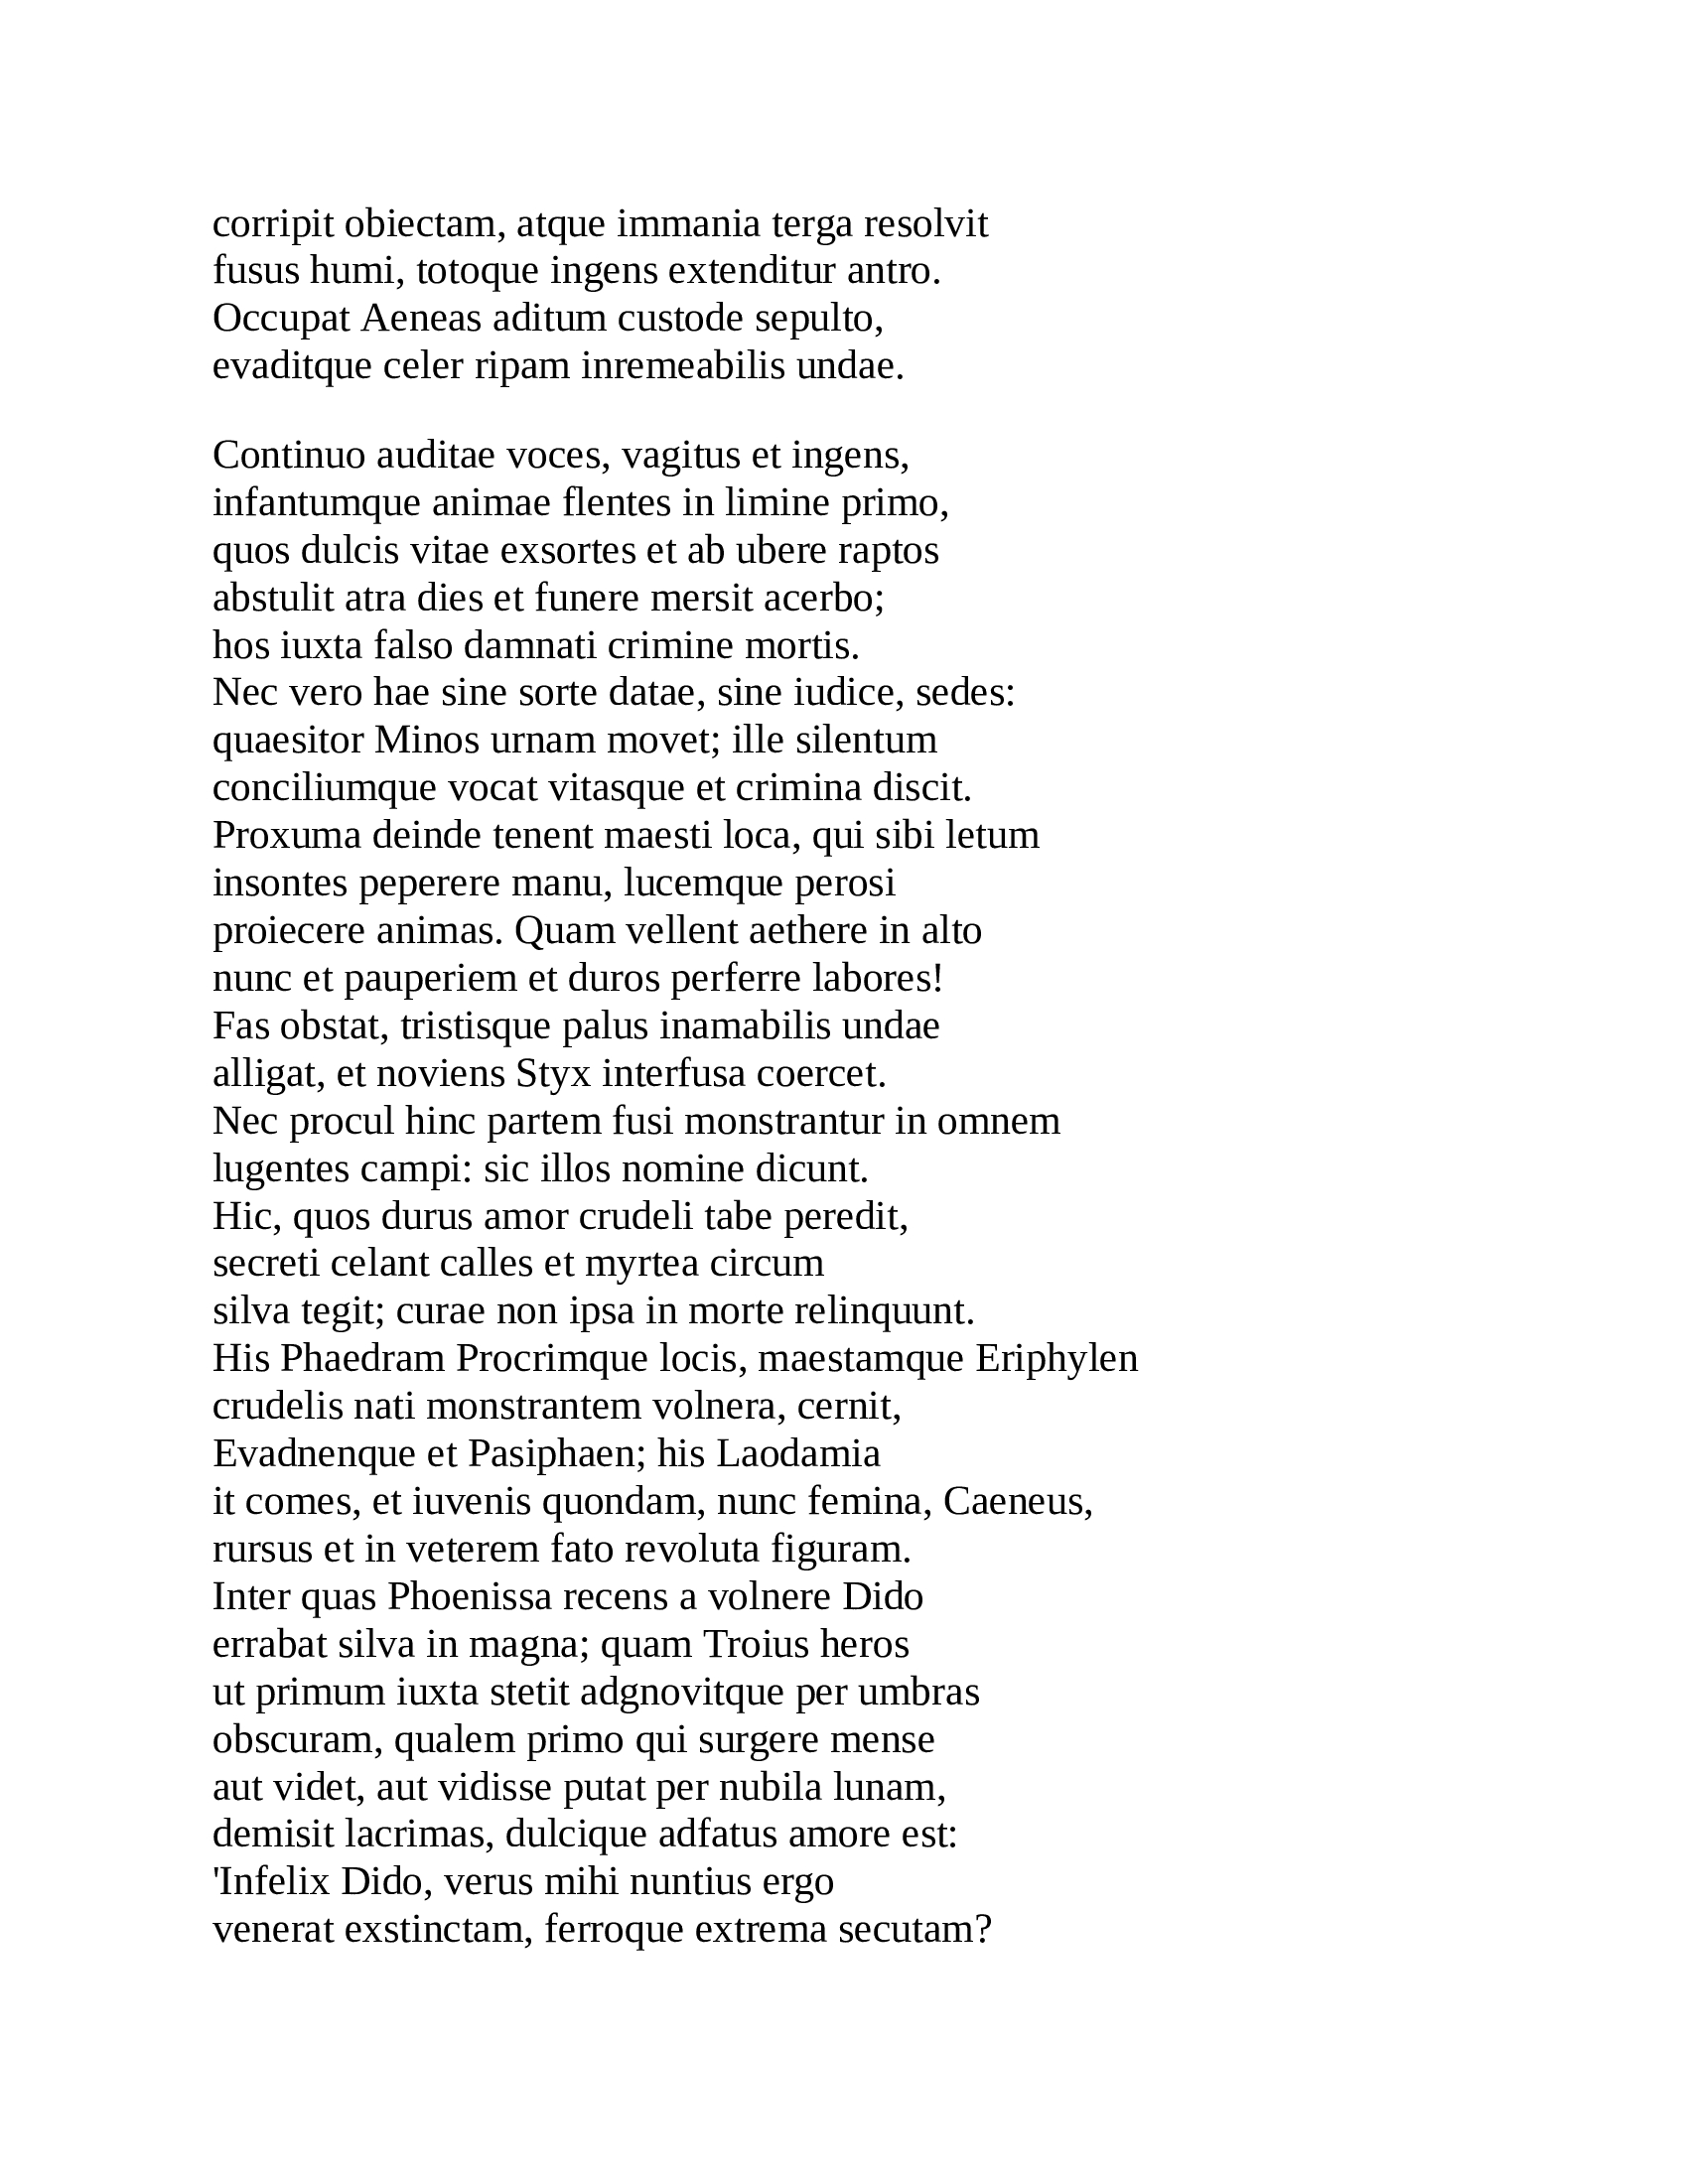 corripit obiectam, atque immania terga resolvit
fusus humi, totoque ingens extenditur antro.
Occupat Aeneas aditum custode sepulto,
evaditque celer ripam inremeabilis undae.

Continuo auditae voces, vagitus et ingens,
infantumque animae flentes in limine primo,
quos dulcis vitae exsortes et ab ubere raptos
abstulit atra dies et funere mersit acerbo;
hos iuxta falso damnati crimine mortis.
Nec vero hae sine sorte datae, sine iudice, sedes:
quaesitor Minos urnam movet; ille silentum
conciliumque vocat vitasque et crimina discit.
Proxuma deinde tenent maesti loca, qui sibi letum
insontes peperere manu, lucemque perosi
proiecere animas. Quam vellent aethere in alto
nunc et pauperiem et duros perferre labores!
Fas obstat, tristisque palus inamabilis undae
alligat, et noviens Styx interfusa coercet.
Nec procul hinc partem fusi monstrantur in omnem
lugentes campi: sic illos nomine dicunt.
Hic, quos durus amor crudeli tabe peredit,
secreti celant calles et myrtea circum
silva tegit; curae non ipsa in morte relinquunt.
His Phaedram Procrimque locis, maestamque Eriphylen
crudelis nati monstrantem volnera, cernit,
Evadnenque et Pasiphaen; his Laodamia
it comes, et iuvenis quondam, nunc femina, Caeneus,
rursus et in veterem fato revoluta figuram.
Inter quas Phoenissa recens a volnere Dido
errabat silva in magna; quam Troius heros
ut primum iuxta stetit adgnovitque per umbras
obscuram, qualem primo qui surgere mense
aut videt, aut vidisse putat per nubila lunam,
demisit lacrimas, dulcique adfatus amore est:
'Infelix Dido, verus mihi nuntius ergo
venerat exstinctam, ferroque extrema secutam?